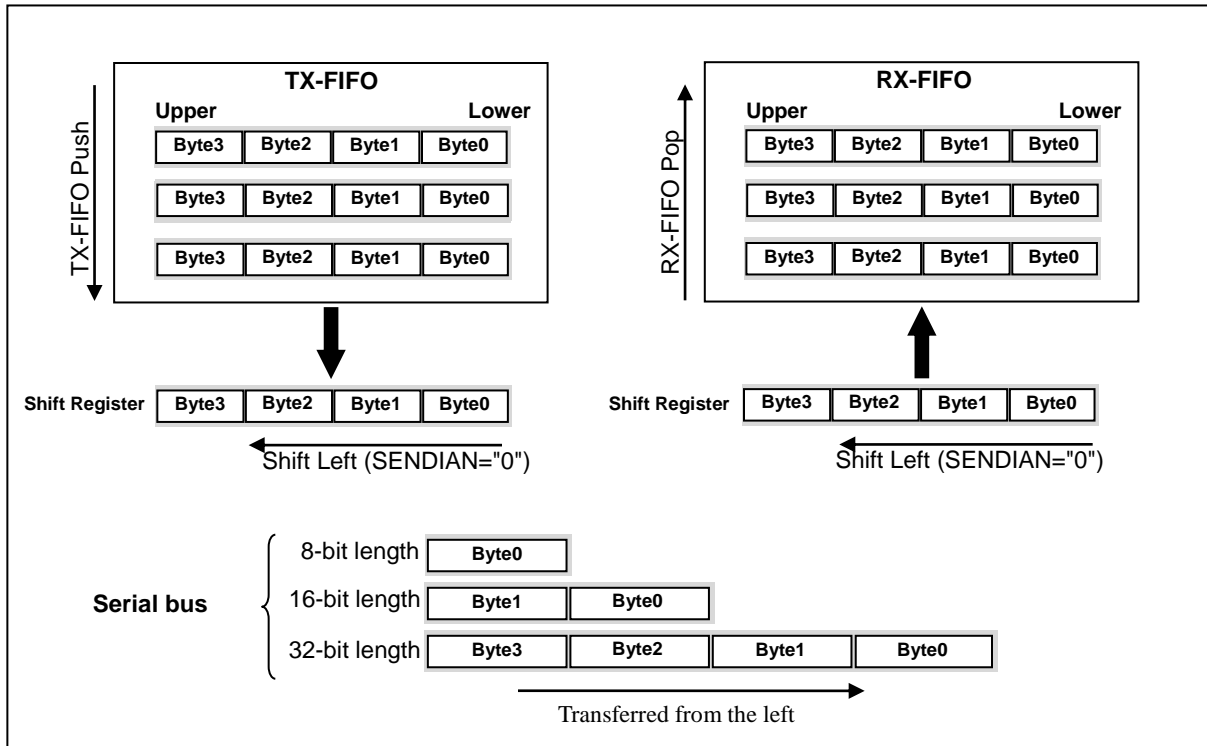 TX-FIFO
Upper Lower
Byte3 Byte2 Byte1 Byte0
Byte3 Byte2 Byte1 Byte0
Byte3 Byte2 Byte1 Byte0
TX-FIFO Push
Shift Register Byte3 Byte2 Byte1 Byte0
Shift Left (SENDIAN="0")
RX-FIFO
Upper Lower
Byte3 Byte2 Byte1 Byte0
Byte3 Byte2 Byte1 Byte0
Byte3 Byte2 Byte1 Byte0
RX-FIFO Pop
Shift Register Byte3 Byte2 Byte1 Byte0
Shift Left (SENDIAN="0")
Serial bus
8-bit length Byte0
16-bit length Byte1 Byte0
32-bit length Byte3 Byte2 Byte1 Byte0
Transferred from the left